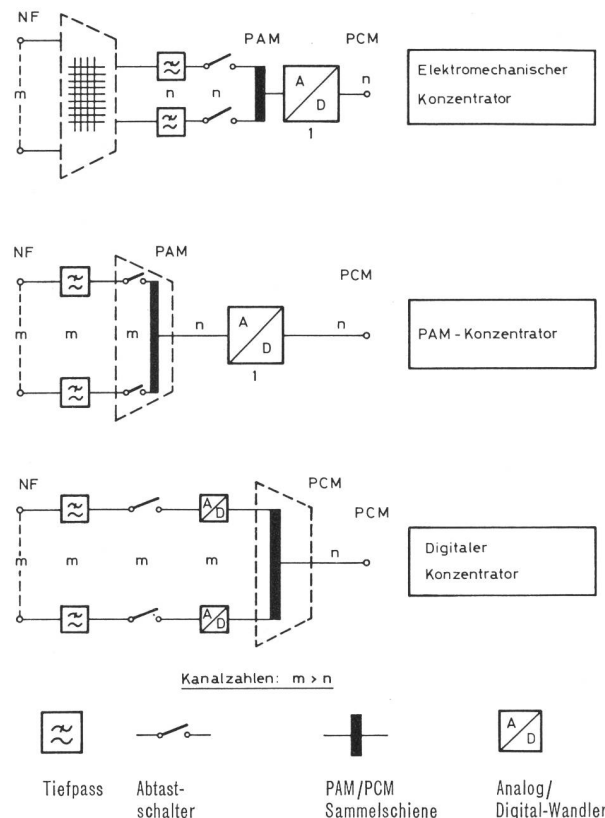 NF
PAM
PCM
m
n
n
A
D
n
1
Elektromechanischer
Konzentrator
NF
PAM
PCM
m
m
m
n
A
D
n
1
PAM - Konzentrator
NF
PCM
PCM
A
D
m
m
m
m
n
A
D
Digitaler
Konzentrator
Kanalzahlen: m > n
A
D
Tiefpass
Abtast-
schalter
PAM/PCM
Sammelschiene
Analog/
Digital-Wandler